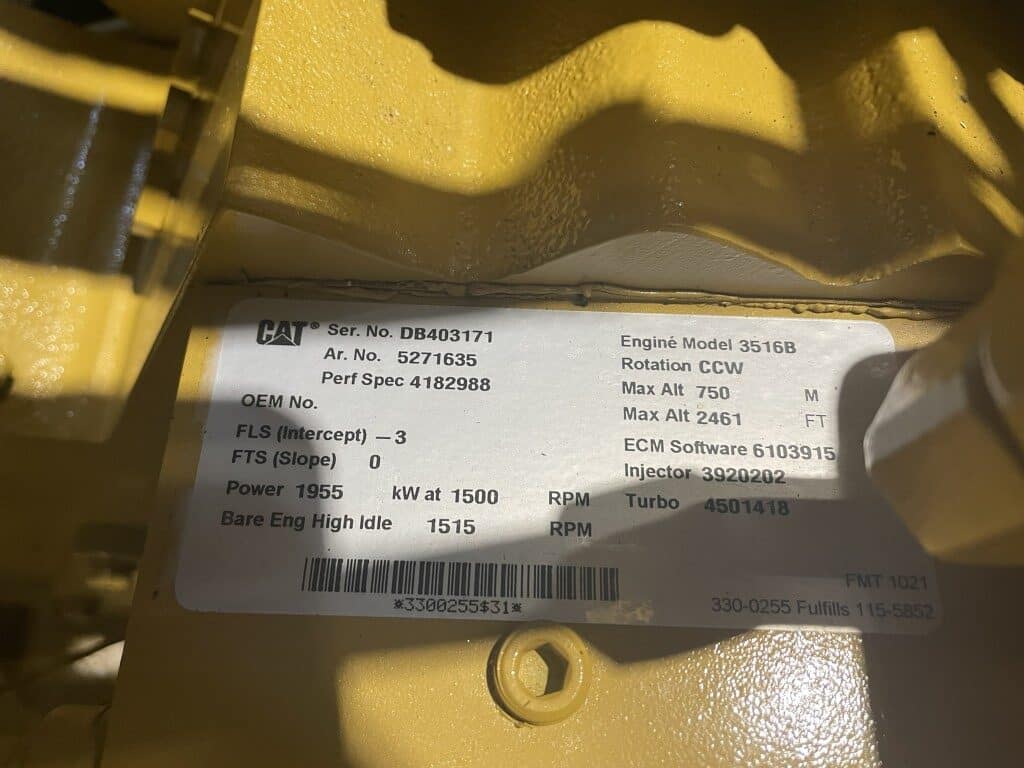 CAT® Ser. No. DB403171
Ar. No. 5271635
Perf Spec 4182988
OEM No.
FLS (Intercept) -3
FTS (Slope) 0
Power 1955 kW at 1500 RPM
Bare Eng High Idle 1515 RPM
Engine Model 3516B
Rotation CCW
Max Alt 750 M
Max Alt 2461 FT
ECM Software 6103915
Injector 3920202
Turbo 4501418
*3300255$31*
FMT 1021
330-0255 Fulfills 115-5852